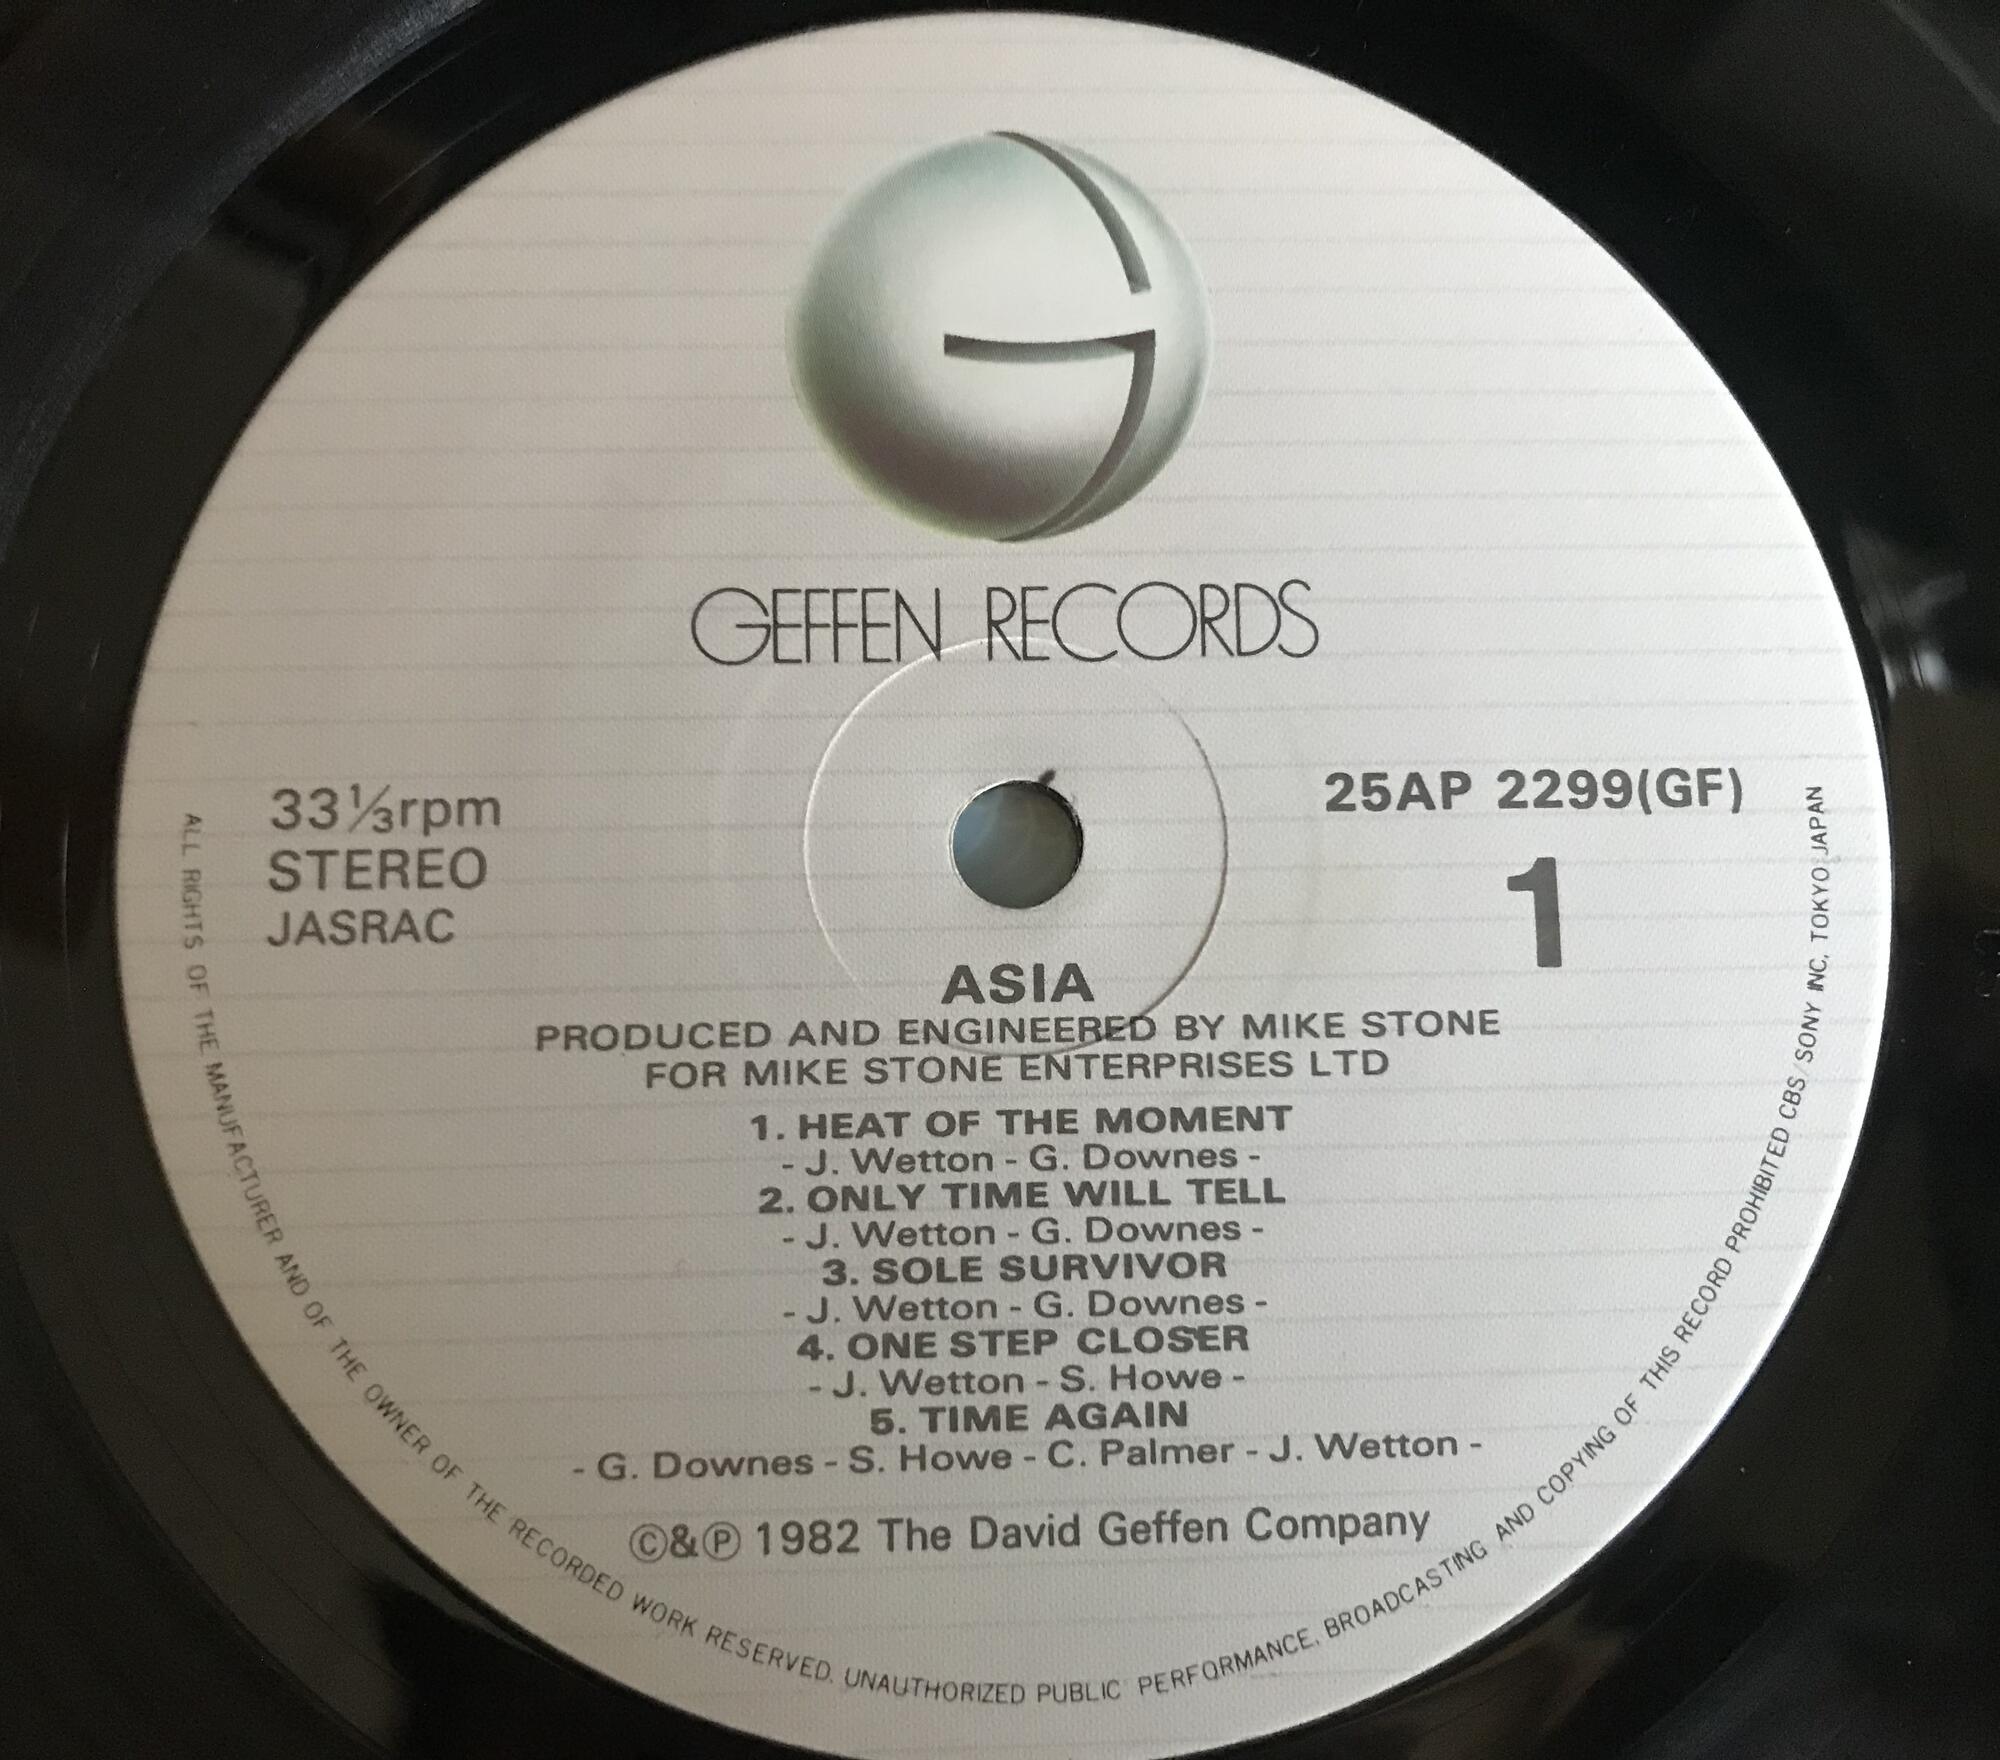 GEFFEN RECORDS
33⅓rpm
STEREO
JASRAC
25AP 2299(GF)
1
ASIA
PRODUCED AND ENGINEERED BY MIKE STONE
FOR MIKE STONE ENTERPRISES LTD
1. HEAT OF THE MOMENT
- J. Wetton - G. Downes -
2. ONLY TIME WILL TELL
- J. Wetton - G. Downes -
3. SOLE SURVIVOR
- J. Wetton - G. Downes -
4. ONE STEP CLOSER
- J. Wetton - S. Howe -
5. TIME AGAIN
- G. Downes - S. Howe - C. Palmer - J. Wetton -
©&℗ 1982 The David Geffen Company
ALL RIGHTS OF THE MANUFACTURER AND OF THE OWNER OF THE RECORDED WORK RESERVED. UNAUTHORIZED PUBLIC PERFORMANCE, BROADCASTING AND COPYING OF THIS RECORD PROHIBITED CBS/SONY INC. TOKYO JAPAN